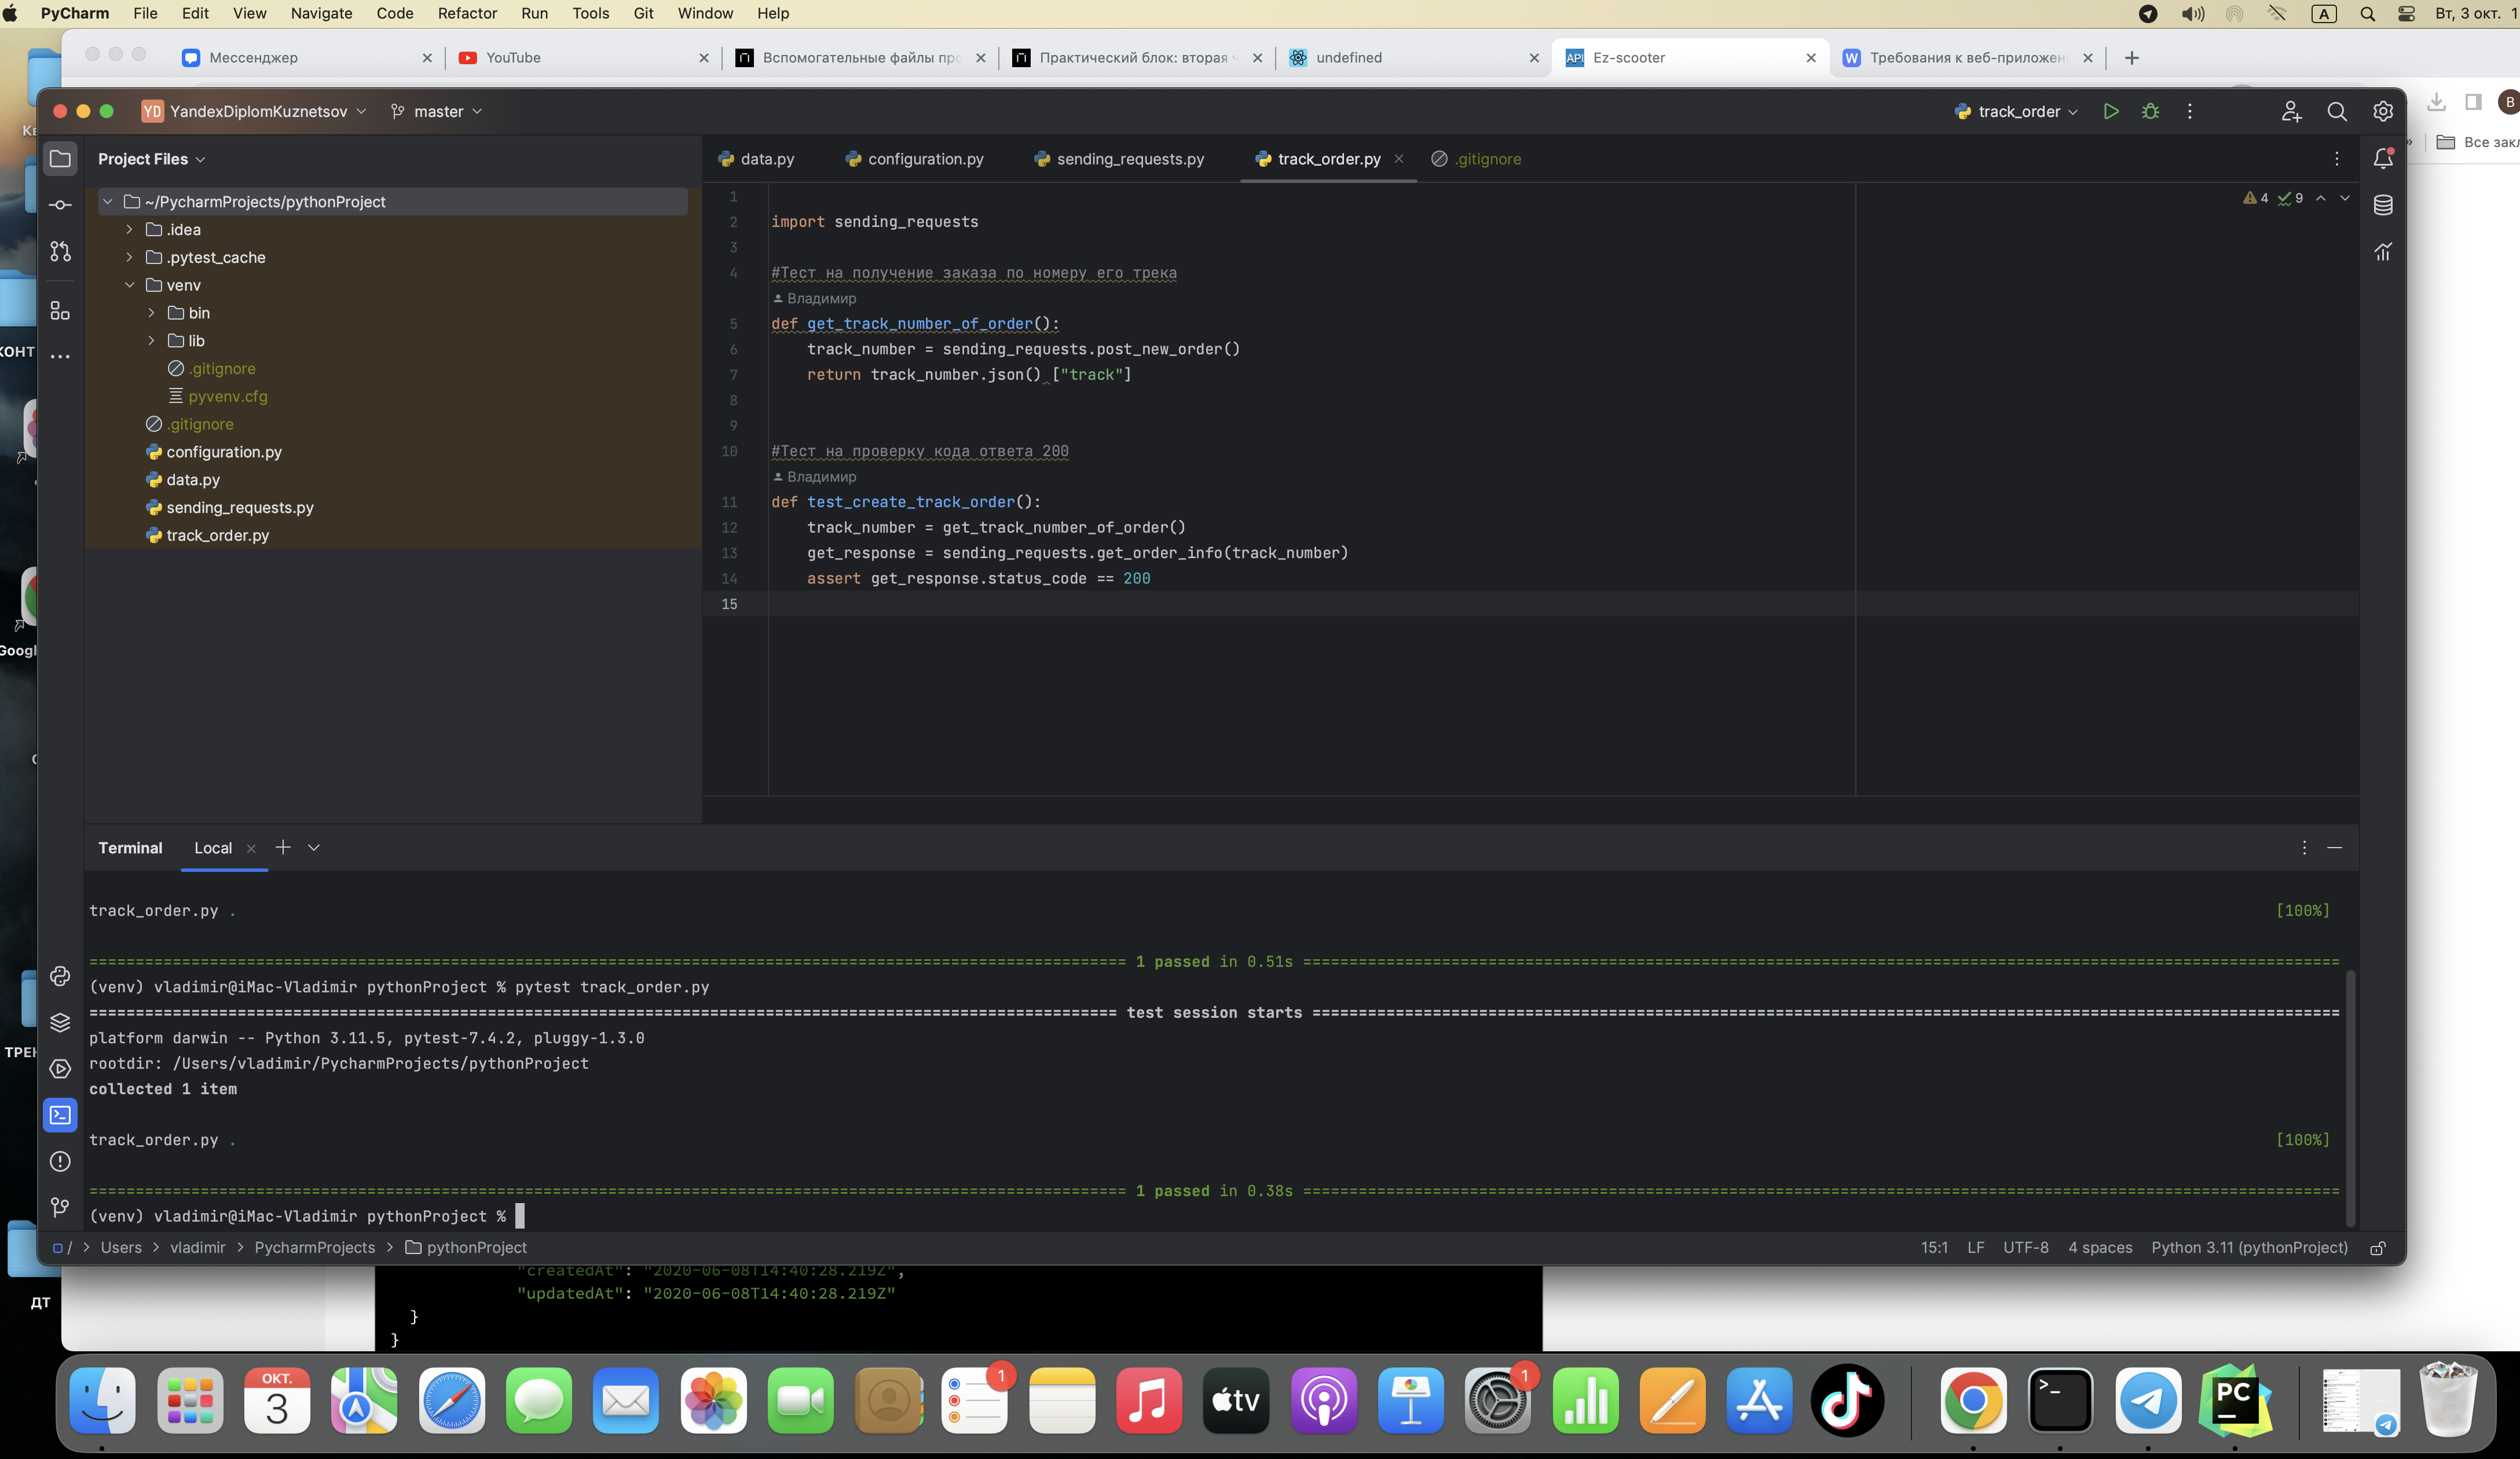 PyCharm File Edit View Navigate Code Refactor Run Tools Git Window Help A Вт, 3 окт. 1
Мессенджер YouTube Вспомогательные файлы про Практический блок: вторая ч undefined API Ez-scooter W Требования к веб-приложен
YD YandexDiplomKuznetsov master track_order B
Все закл
Project Files
data.py configuration.py sending_requests.py track_order.py .gitignore
~/PycharmProjects/pythonProject
.idea
.pytest_cache
venv
bin
lib
.gitignore
pyvenv.cfg
.gitignore
configuration.py
data.py
sending_requests.py
track_order.py
4 9
1
2 import sending_requests
3
4 #Тест на получение заказа по номеру его трека
Владимир
5 def get_track_number_of_order():
6 track_number = sending_requests.post_new_order()
7 return track_number.json() ["track"]
8
9
10 #Тест на проверку кода ответа 200
Владимир
11 def test_create_track_order():
12 track_number = get_track_number_of_order()
13 get_response = sending_requests.get_order_info(track_number)
14 assert get_response.status_code == 200
15
Terminal Local
track_order.py . [100%]
1 passed in 0.51s
(venv) vladimir@iMac-Vladimir pythonProject % pytest track_order.py
test session starts
platform darwin -- Python 3.11.5, pytest-7.4.2, pluggy-1.3.0
rootdir: /Users/vladimir/PycharmProjects/pythonProject
collected 1 item
track_order.py . [100%]
1 passed in 0.38s
(venv) vladimir@iMac-Vladimir pythonProject %
/ > Users > vladimir > PycharmProjects > pythonProject 15:1 LF UTF-8 4 spaces Python 3.11 (pythonProject)
"createdAt": "2020-06-08T14:40:28.219Z",
"updatedAt": "2020-06-08T14:40:28.219Z"
}
}
КОНТ
Googl
ТРЕН
ДТ
ОКТ.
3
1
tv
1
>_
PC